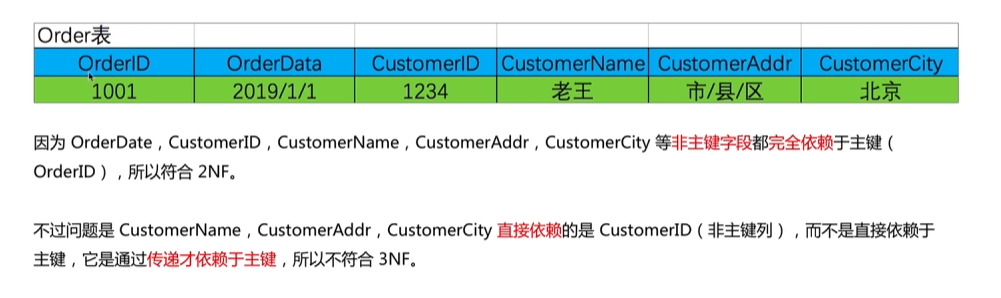 Order表
OrderID OrderData CustomerID CustomerName CustomerAddr CustomerCity
1001 2019/1/1 1234 老王 市/县/区 北京
因为 OrderDate，CustomerID，CustomerName，CustomerAddr，CustomerCity 等非主键字段都完全依赖于主键（
OrderID），所以符合 2NF。
不过问题是 CustomerName，CustomerAddr，CustomerCity 直接依赖的是 CustomerID（非主键列），而不是直接依赖于
主键，它是通过传递才依赖于主键，所以不符合 3NF。